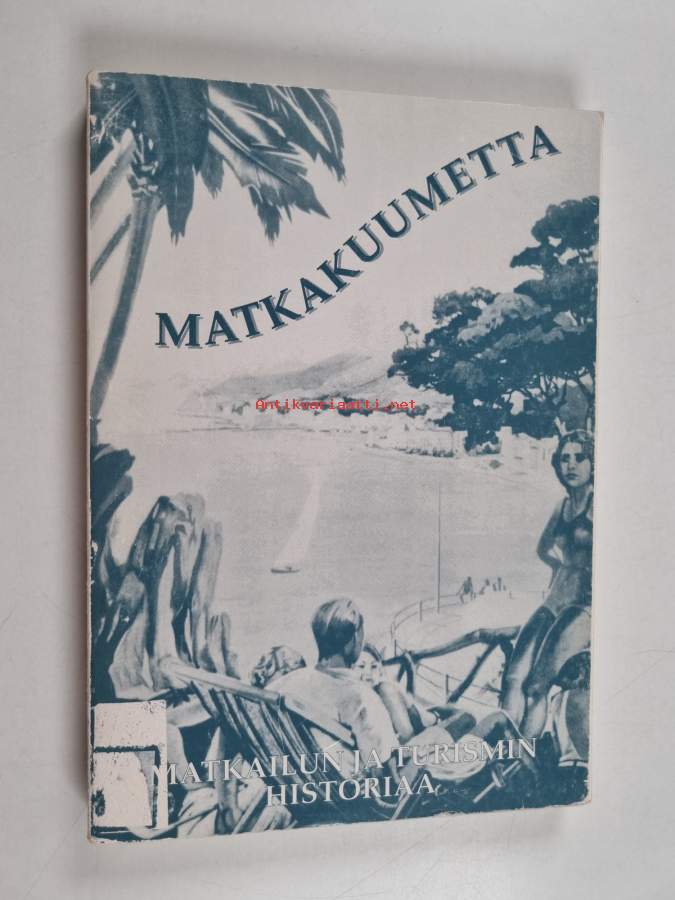 MATKAKUUMETTA
Antikvariaatti.net
MATKAILUN JA TURISMIN
HISTORIAA